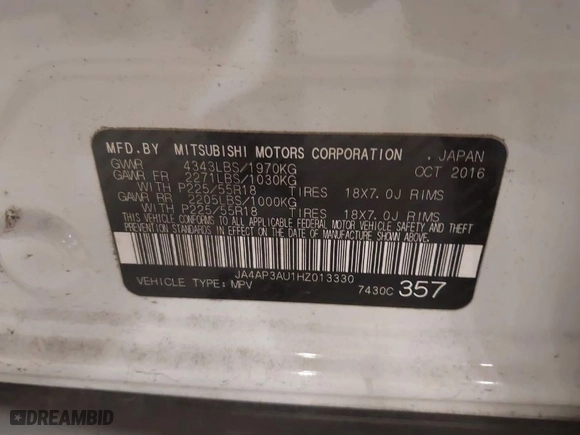 MFD.BY MITSUBISHI MOTORS CORPORATION . JAPAN
GVWR 4343LBS/1970KG OCT 2016
GAWR FR 2271LBS/1030KG
WITH P225/55R18 TIRES 18X7.0J RIMS
GAWR RR 2205LBS/1000KG
WITH P225/55R18 TIRES 18X7.0J RIMS
THIS VEHICLE CONFORMS TO ALL APPLICABLE FEDERAL MOTOR VEHICLE SAFETY AND THEFT
PREVENTION STANDARDS IN EFFECT ON THE DATE OF MANUFACTURE SHOWN ABOVE.
JA4AP3AU1HZ013330
VEHICLE TYPE: MPV 7430C 357
DREAMBID